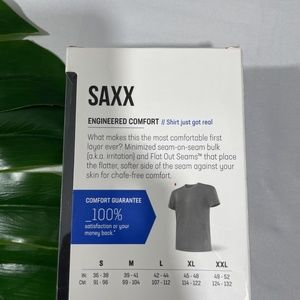 SAXX
ENGINEERED COMFORT // Shirt just got real
What makes this the most comfortable first
layer ever? Minimized seam-on-seam bulk
(a.k.a. irritation) and Flat Out Seams™ that place
the flatter, softer side of the seam against your
skin for chafe-free comfort.
COMFORT GUARANTEE
_100%
satisfaction or your
money back.*
S M L XL XXL
IN: 36 - 38 39 - 41 42 - 44 45 - 48 49 - 52
CM: 91 - 96 99 - 104 107 - 112 114 - 122 124 - 132